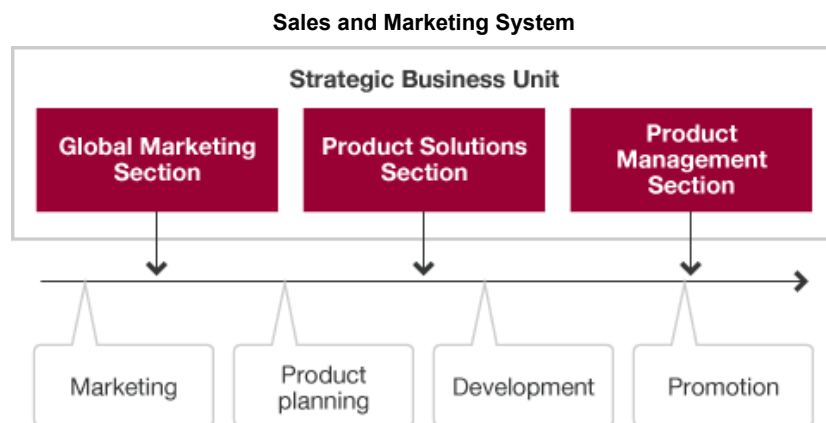 Sales and Marketing System
Strategic Business Unit
Global Marketing
Section
Product Solutions
Section
Product
Management
Section
Marketing
Product
planning
Development
Promotion